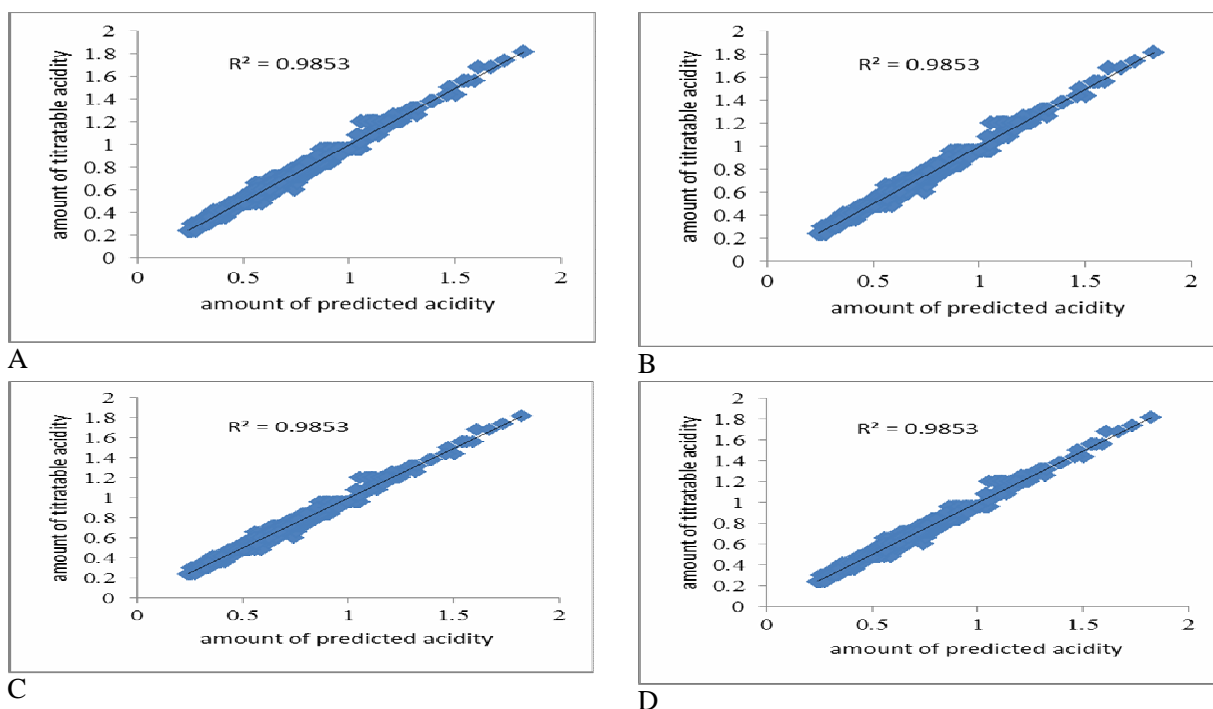 R² = 0.9853
amount of titratable acidity
2
1.8
1.6
1.4
1.2
1
0.8
0.6
0.4
0.2
0
0 0.5 1 1.5 2
amount of predicted acidity
A
R² = 0.9853
amount of titratable acidity
2
1.8
1.6
1.4
1.2
1
0.8
0.6
0.4
0.2
0
0 0.5 1 1.5 2
amount of predicted acidity
B
R² = 0.9853
amount of titratable acidity
2
1.8
1.6
1.4
1.2
1
0.8
0.6
0.4
0.2
0
0 0.5 1 1.5 2
amount of predicted acidity
C
R² = 0.9853
amount of titratable acidity
2
1.8
1.6
1.4
1.2
1
0.8
0.6
0.4
0.2
0
0 0.5 1 1.5 2
amount of predicted acidity
D